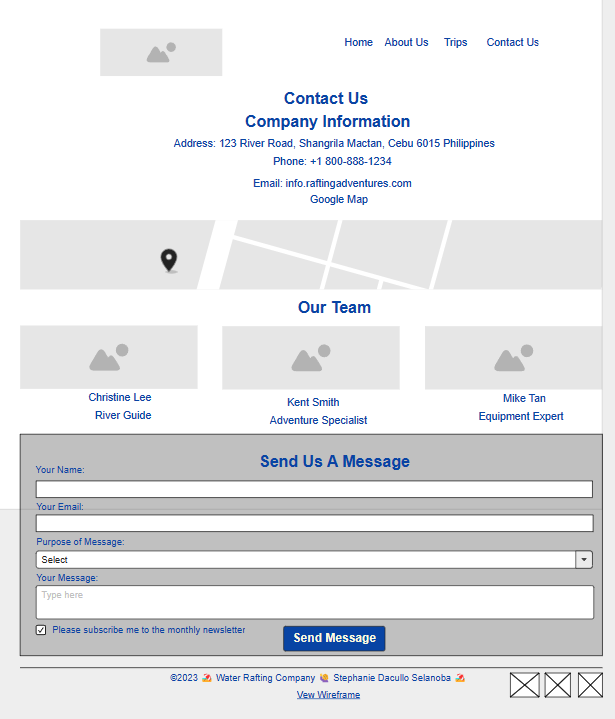 Home About Us Trips Contact Us
Contact Us
Company Information
Address: 123 River Road, Shangrila Mactan, Cebu 6015 Philippines
Phone: +1 800-888-1234
Email: info.raftingadventures.com
Google Map
Our Team
Christine Lee
River Guide
Kent Smith
Adventure Specialist
Mike Tan
Equipment Expert
Send Us A Message
Your Name:
Your Email:
Purpose of Message:
Select
Your Message:
Type here
Please subscribe me to the monthly newsletter
Send Message
©2023 🚣 Water Rafting Company 🤽 Stephanie Dacullo Selanoba 🚣
Vew Wireframe